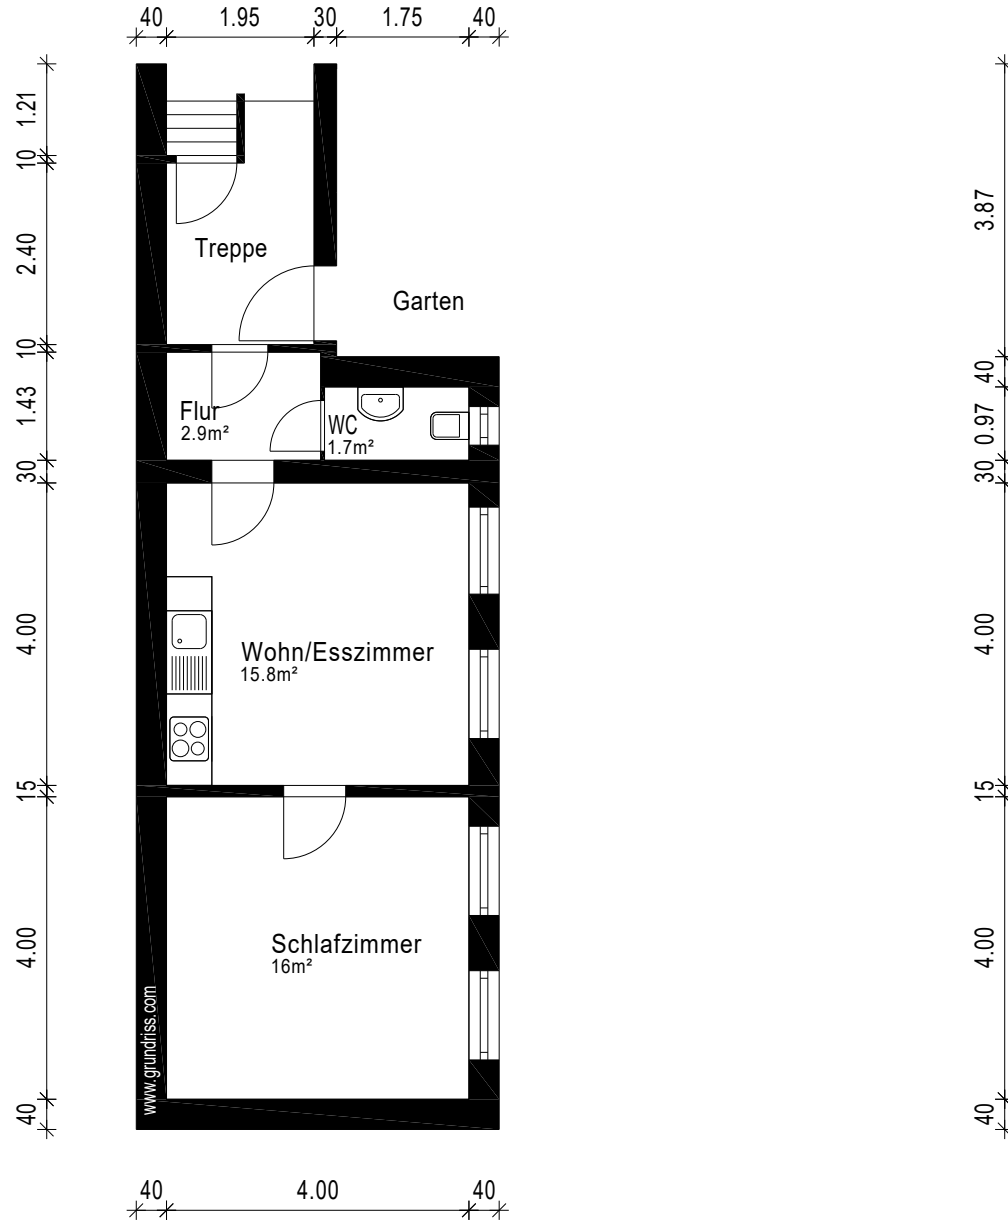 40 1.95 30 1.75 40
1.21
10
2.40
10
1.43
30
4.00
15
4.00
40
Treppe
Garten
Flur
2.9m²
WC
1.7m²
Wohn/Esszimmer
15.8m²
Schlafzimmer
16m²
www.grundriss.com
3.87
40
0.97
30
4.00
15
4.00
40
40 4.00 40